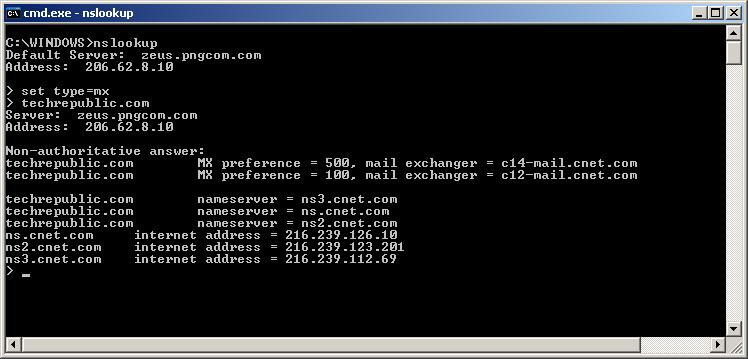 cmd.exe - nslookup
C:\WINDOWS>nslookup
Default Server:  zeus.pngcom.com
Address:  206.62.8.10
> set type=mx
> techrepublic.com
Server:  zeus.pngcom.com
Address:  206.62.8.10
Non-authoritative answer:
techrepublic.com        MX preference = 500, mail exchanger = c14-mail.cnet.com
techrepublic.com        MX preference = 100, mail exchanger = c12-mail.cnet.com
techrepublic.com        nameserver = ns3.cnet.com
techrepublic.com        nameserver = ns.cnet.com
techrepublic.com        nameserver = ns2.cnet.com
ns.cnet.com     internet address = 216.239.126.10
ns2.cnet.com    internet address = 216.239.123.201
ns3.cnet.com    internet address = 216.239.112.69
> _